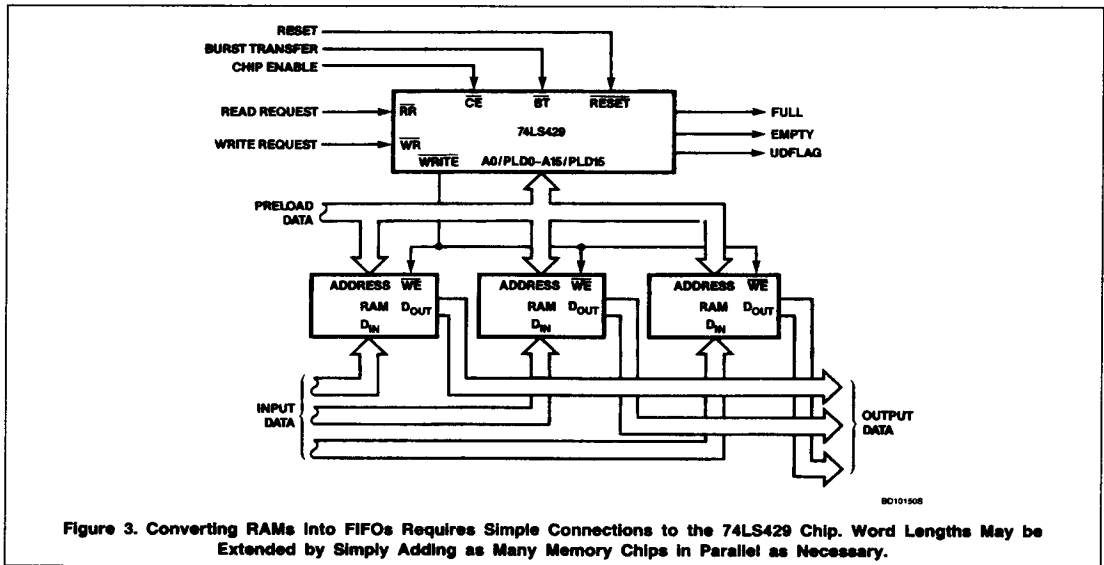 RESET
BURST TRANSFER
CHIP ENABLE
CE BT RESET
READ REQUEST RR FULL
74LS429 EMPTY
WRITE REQUEST WR UDFLAG
WRITE A0/PLD0–A15/PLD15
PRELOAD
DATA
ADDRESS WE ADDRESS WE ADDRESS WE
RAM DOUT RAM DOUT RAM DOUT
DIN DIN DIN
INPUT
DATA
OUTPUT
DATA
BD10150S
Figure 3. Converting RAMs Into FIFOs Requires Simple Connections to the 74LS429 Chip. Word Lengths May be
Extended by Simply Adding as Many Memory Chips in Parallel as Necessary.